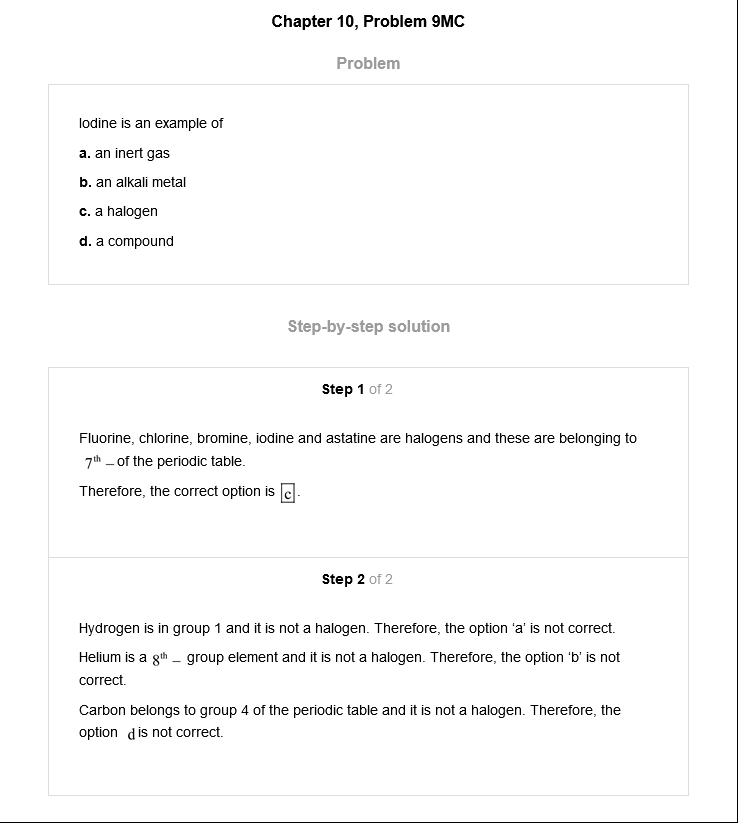 Chapter 10, Problem 9MC
Problem
Iodine is an example of
a. an inert gas
b. an alkali metal
c. a halogen
d. a compound
Step-by-step solution
Step 1 of 2
Fluorine, chlorine, bromine, iodine and astatine are halogens and these are belonging to
7th – of the periodic table.
Therefore, the correct option is c.
Step 2 of 2
Hydrogen is in group 1 and it is not a halogen. Therefore, the option ‘a’ is not correct.
Helium is a 8th – group element and it is not a halogen. Therefore, the option ‘b’ is not
correct.
Carbon belongs to group 4 of the periodic table and it is not a halogen. Therefore, the
option d is not correct.